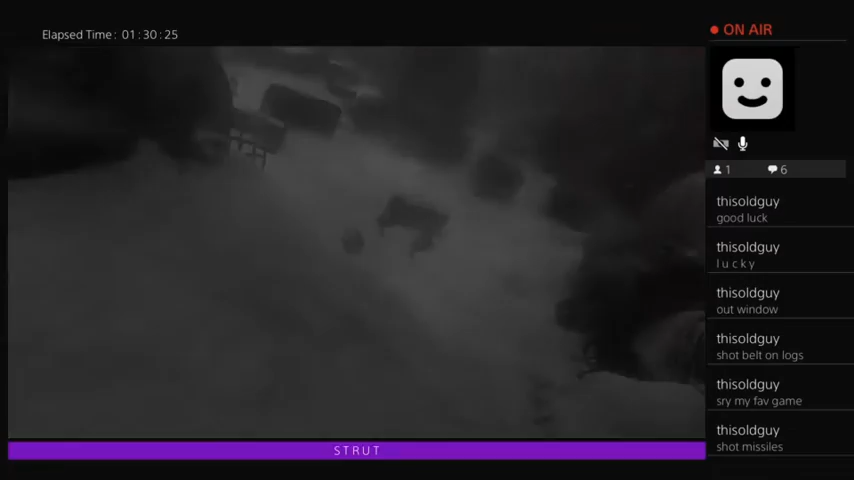 Elapsed Time: 01:30:25
ON AIR
1
6
thisoldguy
good luck
thisoldguy
l u c k y
thisoldguy
out window
thisoldguy
shot belt on logs
thisoldguy
sry my fav game
thisoldguy
shot missiles
STRUT